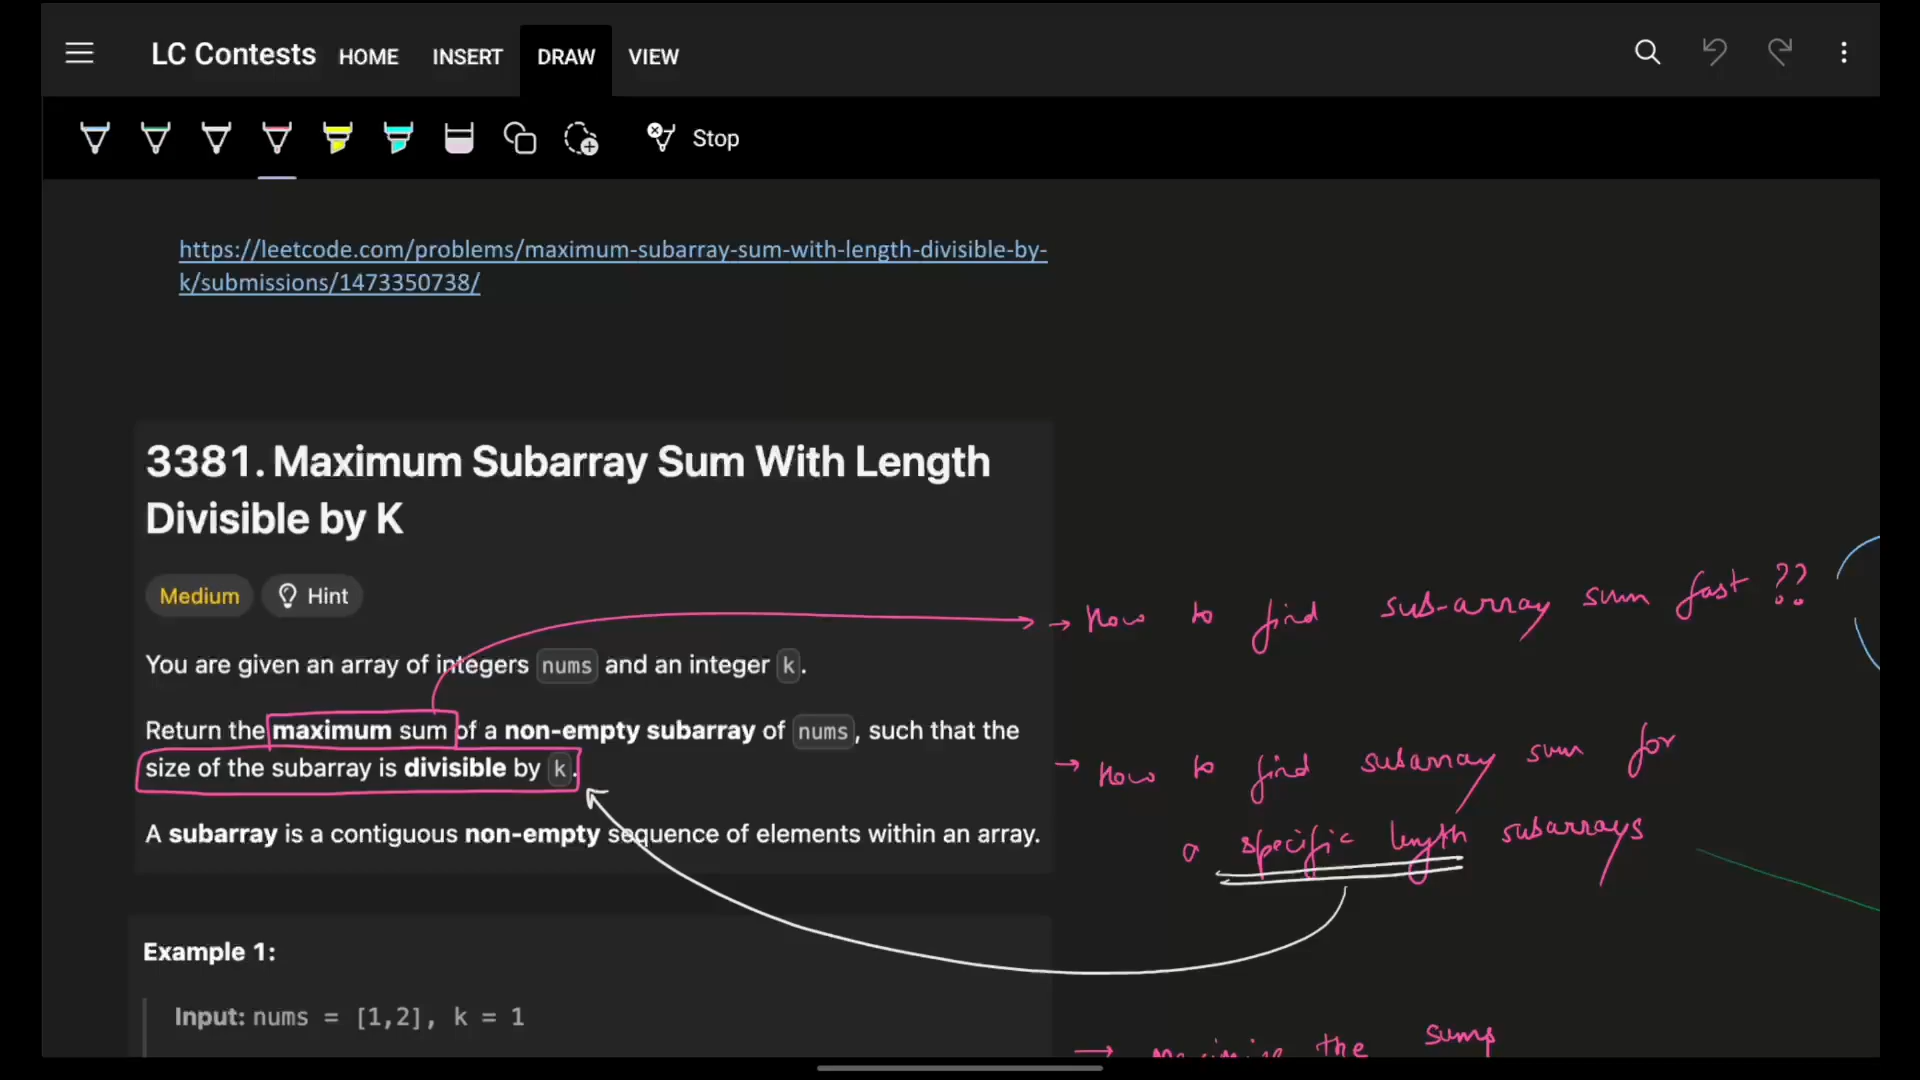 LC Contests HOME INSERT DRAW VIEW
Stop
https://leetcode.com/problems/maximum-subarray-sum-with-length-divisible-by-
k/submissions/1473350738/
3381. Maximum Subarray Sum With Length
Divisible by K
Medium Hint
→ How to find sub-array sum fast ??
You are given an array of integers nums and an integer k.
Return the maximum sum of a non-empty subarray of nums, such that the
size of the subarray is divisible by k.
→ How to find subarray sum for
a specific length subarrays
A subarray is a contiguous non-empty sequence of elements within an array.
Example 1:
Input: nums = [1,2], k = 1
→ the sums